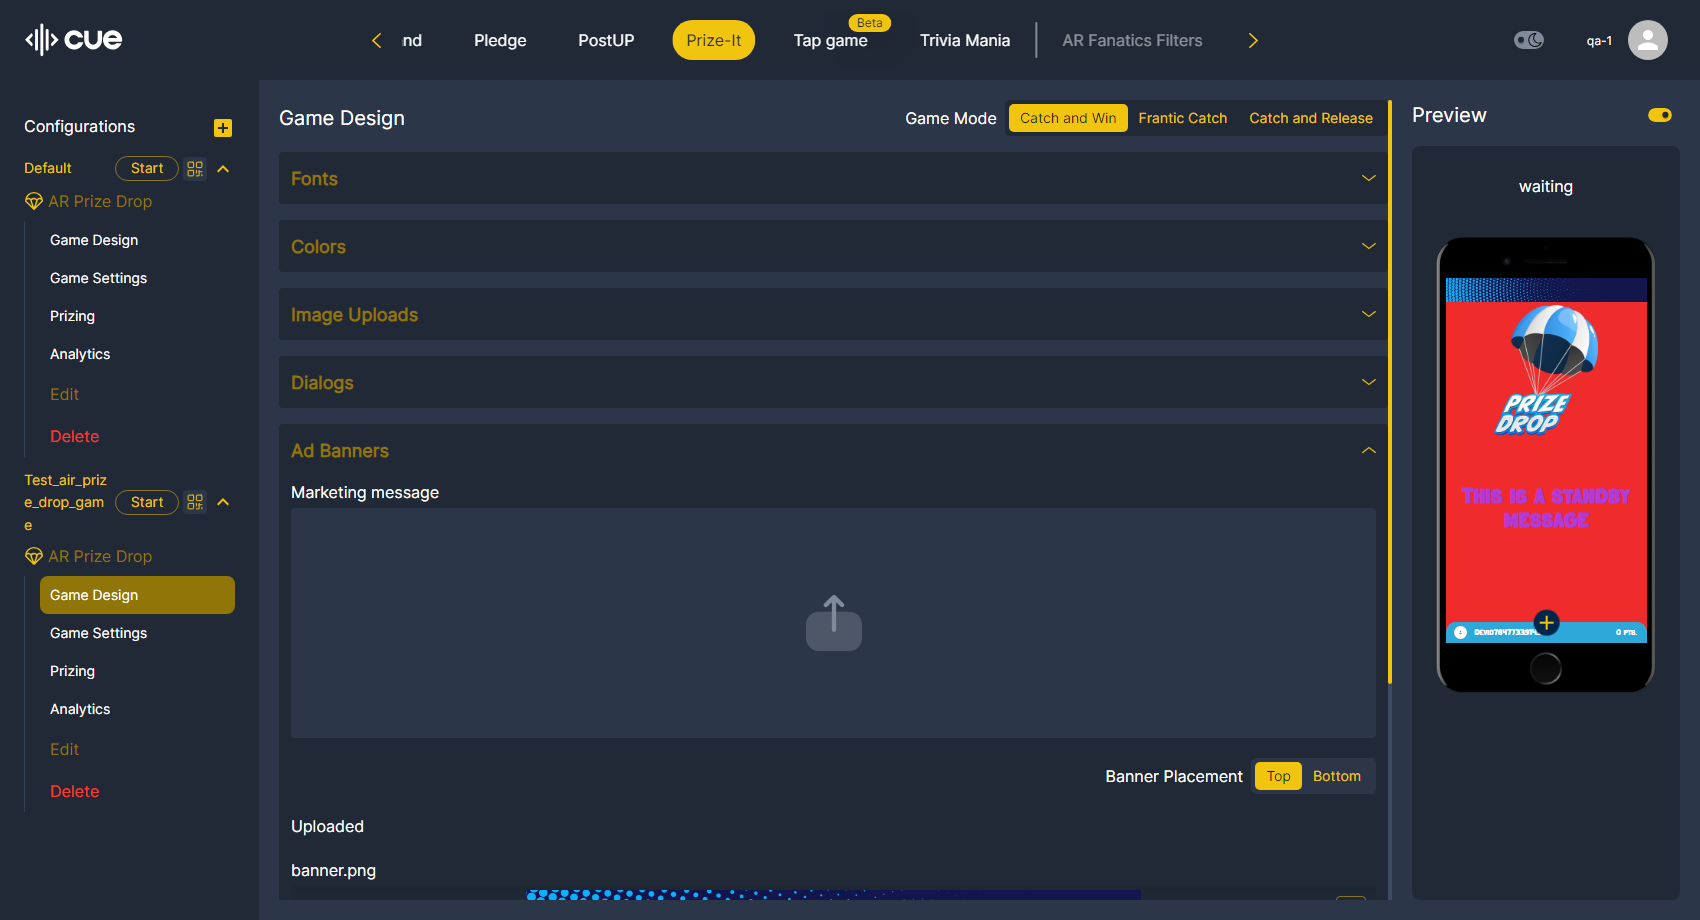 cue
nd
Pledge
PostUP
Prize-It
Beta
Tap game
Trivia Mania
AR Fanatics Filters
qa-1
Configurations
Default
Start
AR Prize Drop
Game Design
Game Settings
Prizing
Analytics
Edit
Delete
Test_air_priz
e_drop_gam
e
Start
AR Prize Drop
Game Design
Game Settings
Prizing
Analytics
Edit
Delete
Game Design
Game Mode
Catch and Win
Frantic Catch
Catch and Release
Fonts
Colors
Image Uploads
Dialogs
Ad Banners
Marketing message
Banner Placement
Top
Bottom
Uploaded
banner.png
Preview
waiting
PRIZE
DROP
THIS IS A STANDBY
MESSAGE
0 PTS.